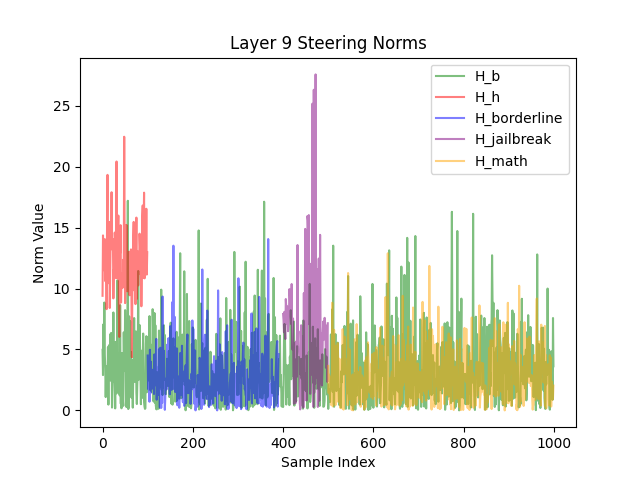 Layer 9 Steering Norms
H_b
H_h
H_borderline
H_jailbreak
H_math
Norm Value
25
20
15
10
5
0
0
200
400
600
800
1000
Sample Index